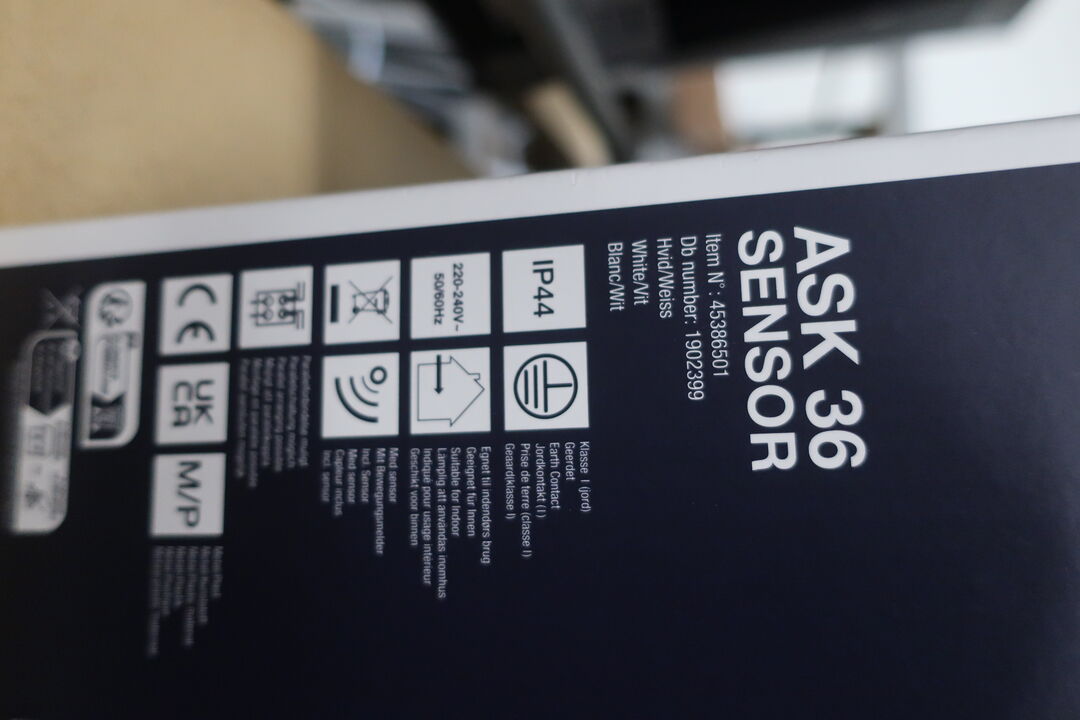 ASK 36
SENSOR
Item N°: 45386501
Db number: 1902399
Hvid/Weiss
White/Vit
Blanc/Wit
IP44
Klasse I (jord)
Geerdet
Earth Contact
Jordkontakt (I)
Prise de terre (classe I)
Geaard(klasse I)
220-240V~
50/60Hz
Egnet til indendørs brug
Geeignet für Innen
Suitable for Indoor
Lämplig att användas inomhus
Indiqué pour usage intérieur
Geschikt voor binnen
Med sensor
Mit Bewegungsmelder
Incl. Sensor
Med sensor
Capteur inclus
incl. sensor
CE
UK
CA
M/P